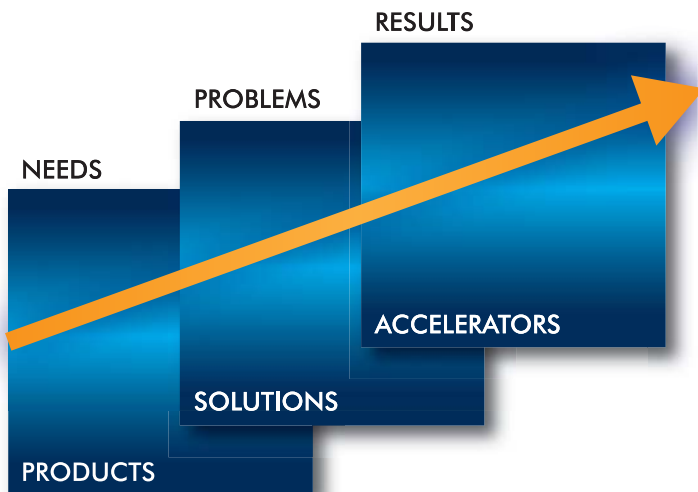 RESULTS
PROBLEMS
NEEDS
ACCELERATORS
SOLUTIONS
PRODUCTS